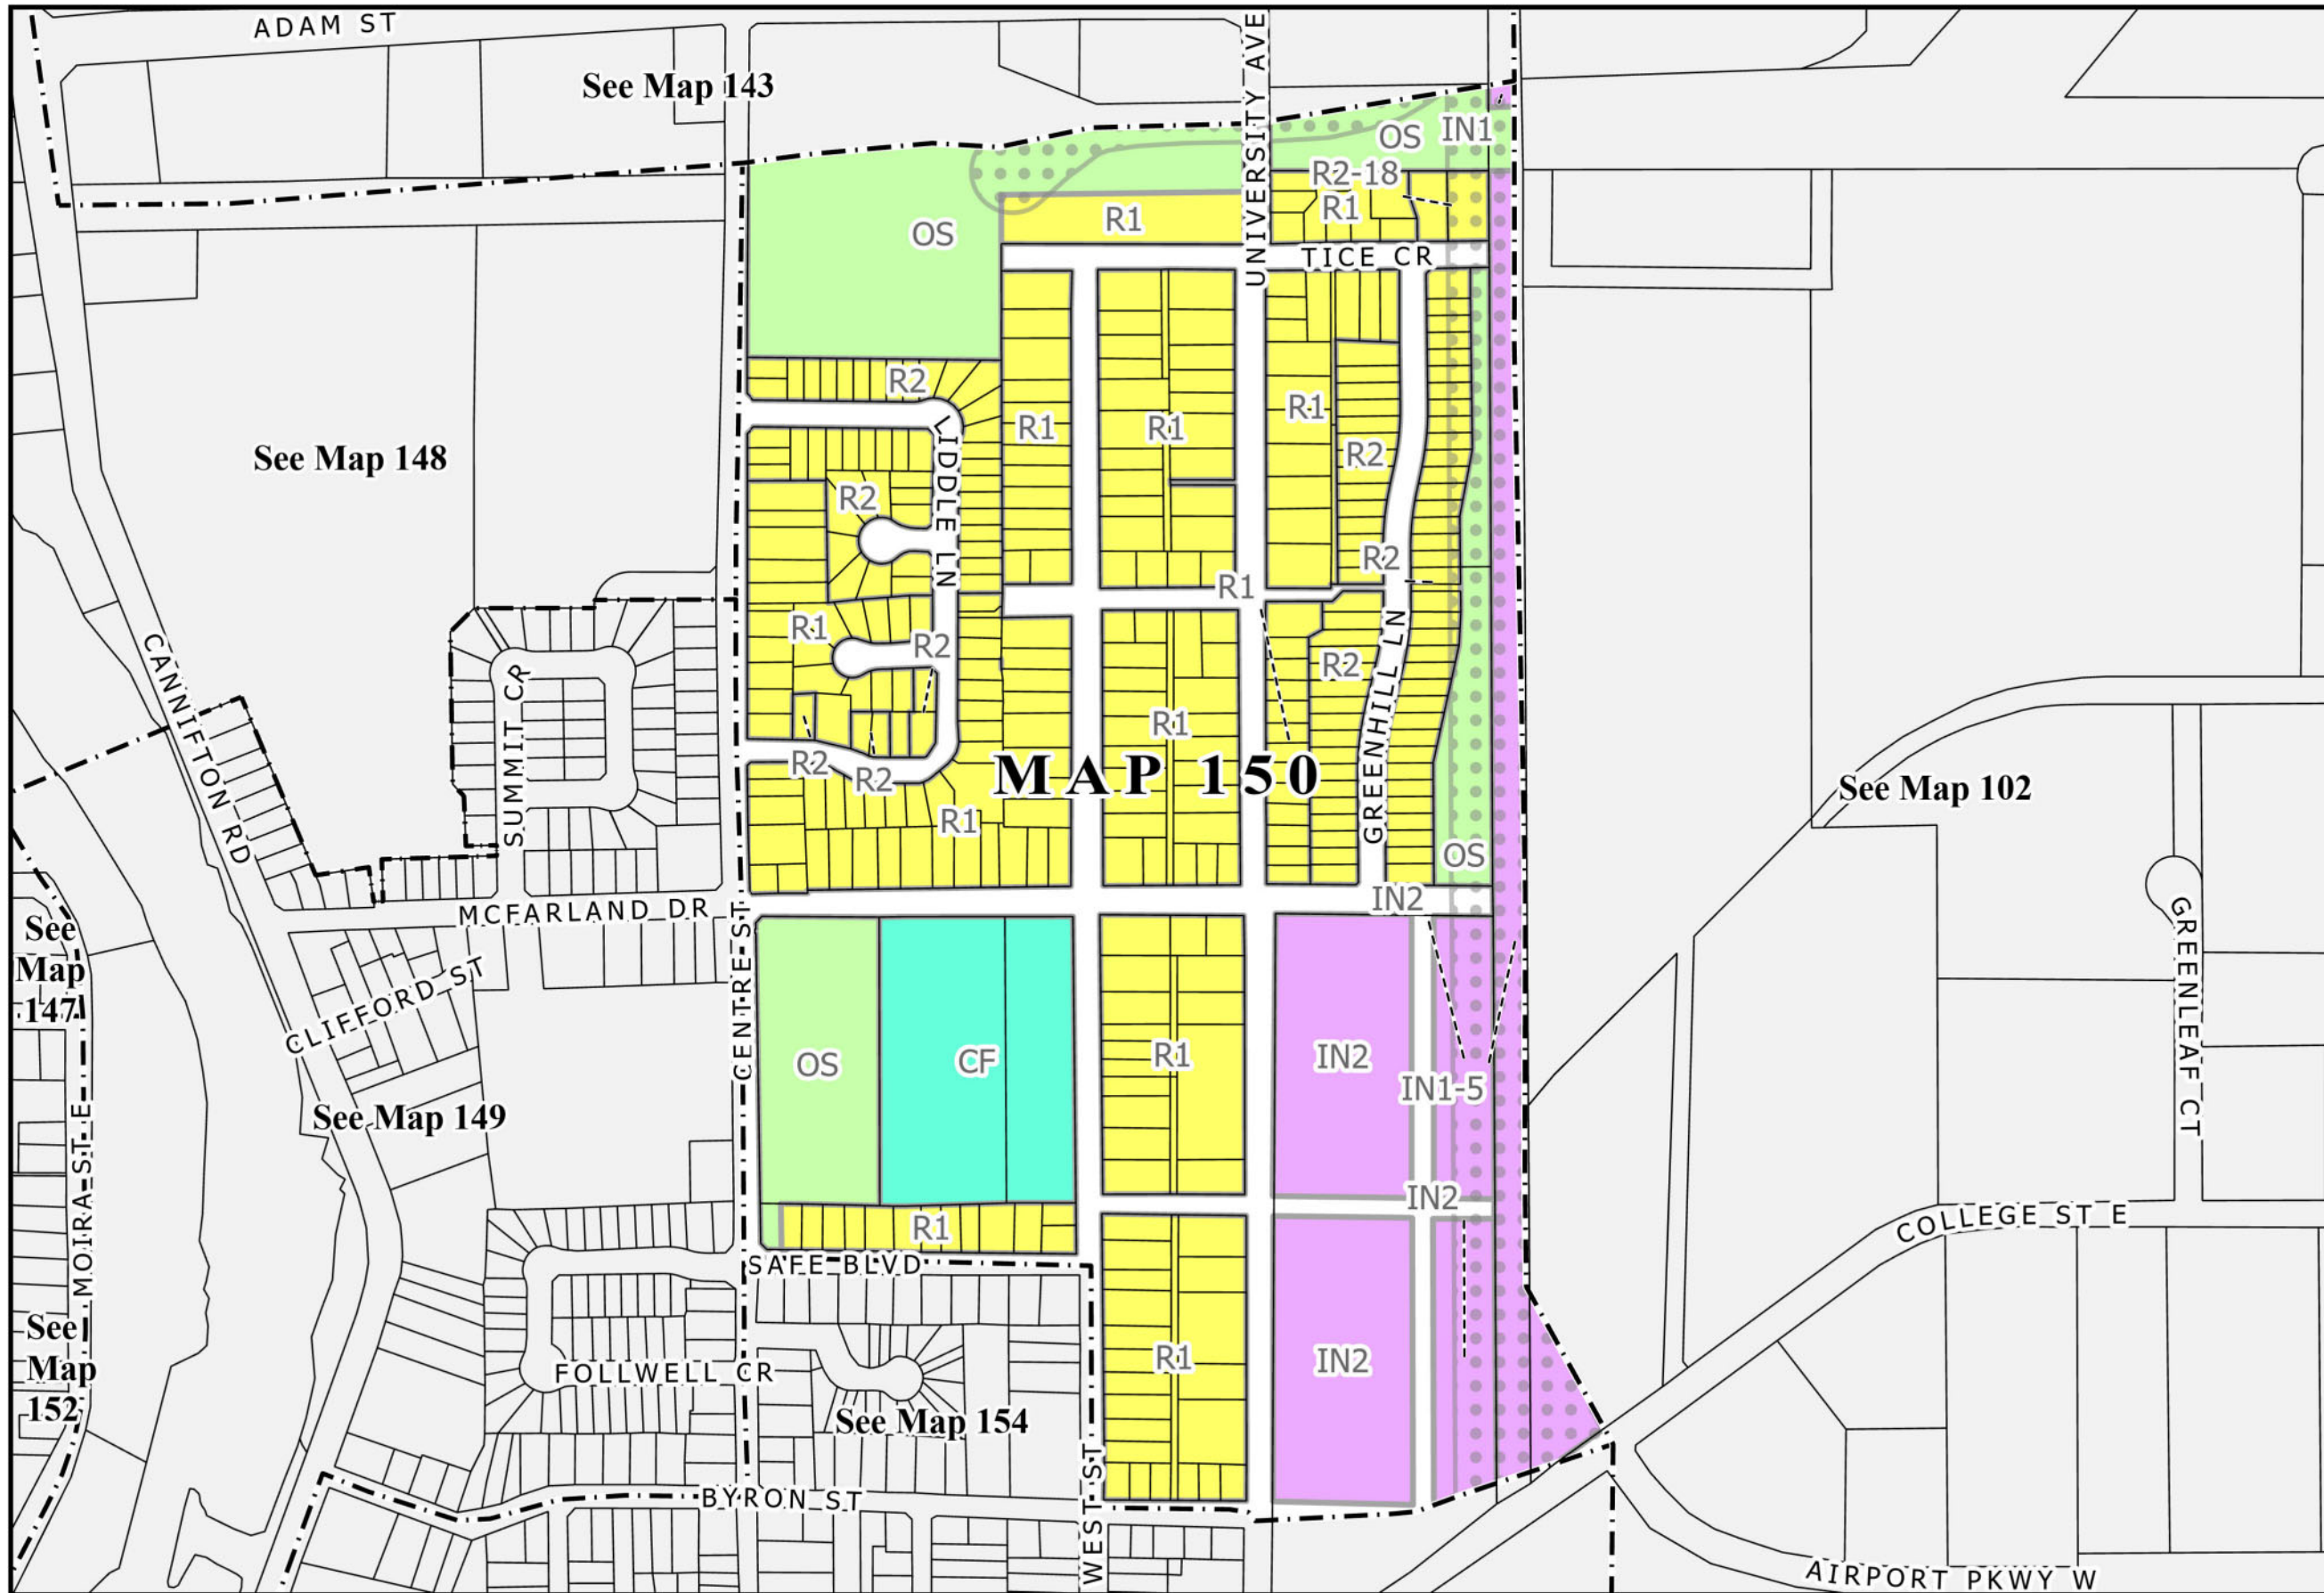 ADAM ST
See Map 143
UNIVERSITY AVE
OS
IN1
R2-18
R1
R1
OS
TICE CR
R2
R1
R1
R1
LIDDLE LN
See Map 148
R2
R2
R2
R1
R1
R2
R2
CANNIFTON RD
SUMMIT CR
GREENHILL LN
R1
MAP 150
R2
R2
See Map 102
R1
OS
IN2
MCFARLAND DR
See
Map
147
CENTRE ST
GREENLEAF CT
CLIFFORD ST
OS
CF
R1
IN2
IN1-5
See Map 149
MOIRA ST E
IN2
R1
COLLEGE ST E
SAFE BLVD
See
Map
152
FOLLWELL CR
R1
IN2
See Map 154
WEST ST
BYRON ST
AIRPORT PKWY W